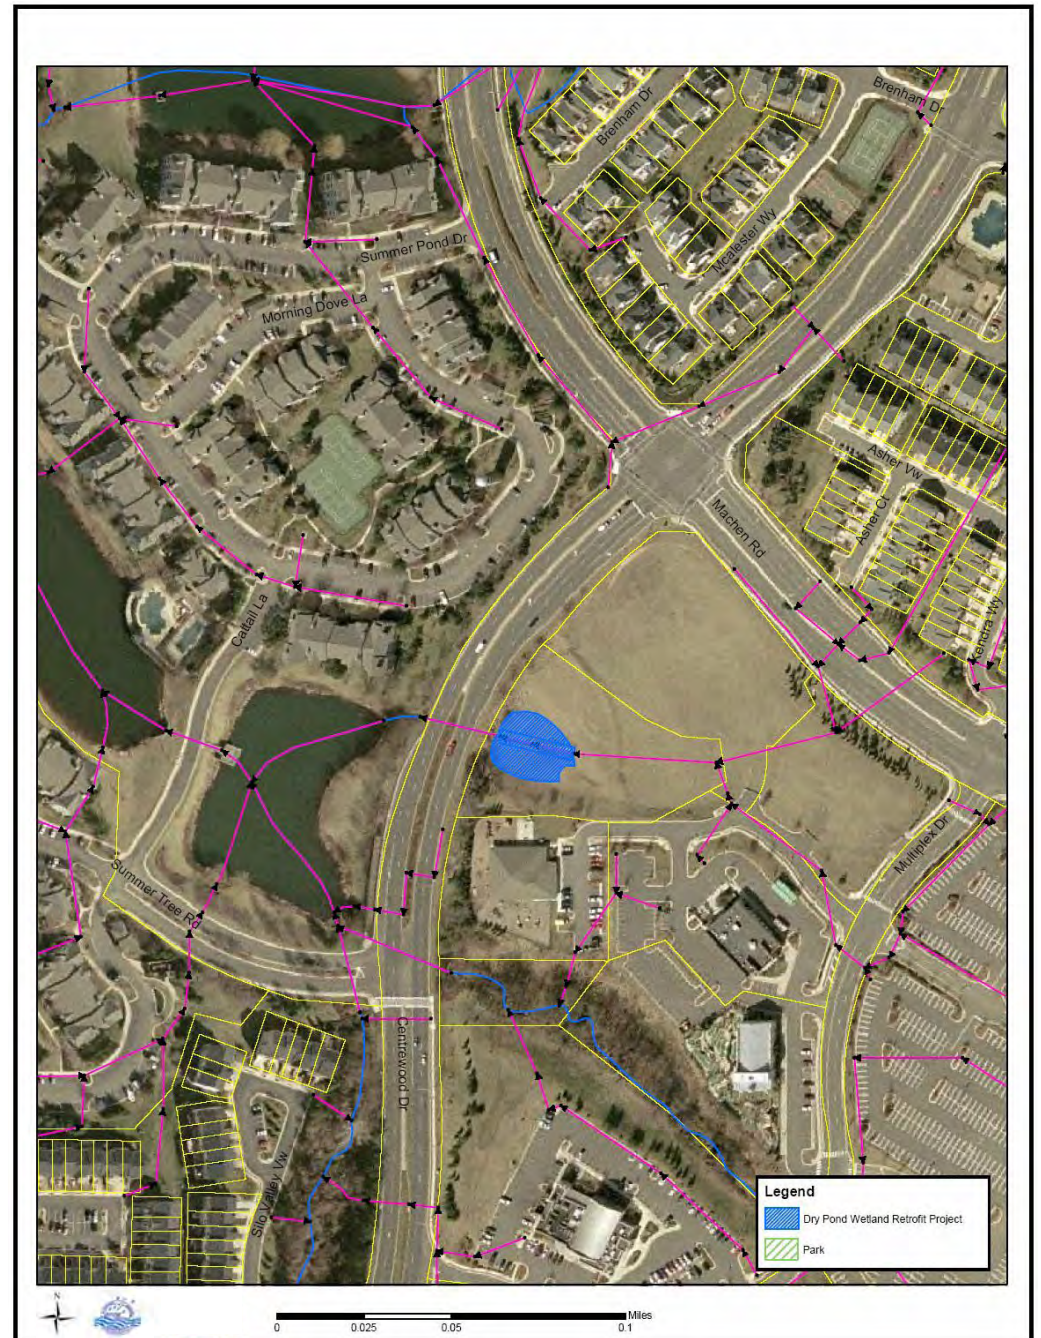 Brenham Dr
Brenham Dr
Mcalester Wy
Summer Pond Dr
Morning Dove La
Asher Vw
Asher Ct
Machen Rd
Kendra Wy
Cattail La
Multiplex Dr
Summer Tree Rd
Centrewood Dr
Silo Valley Vw
Legend
Dry Pond Wetland Retrofit Project
Park
N
Miles
0 0.025 0.05 0.1